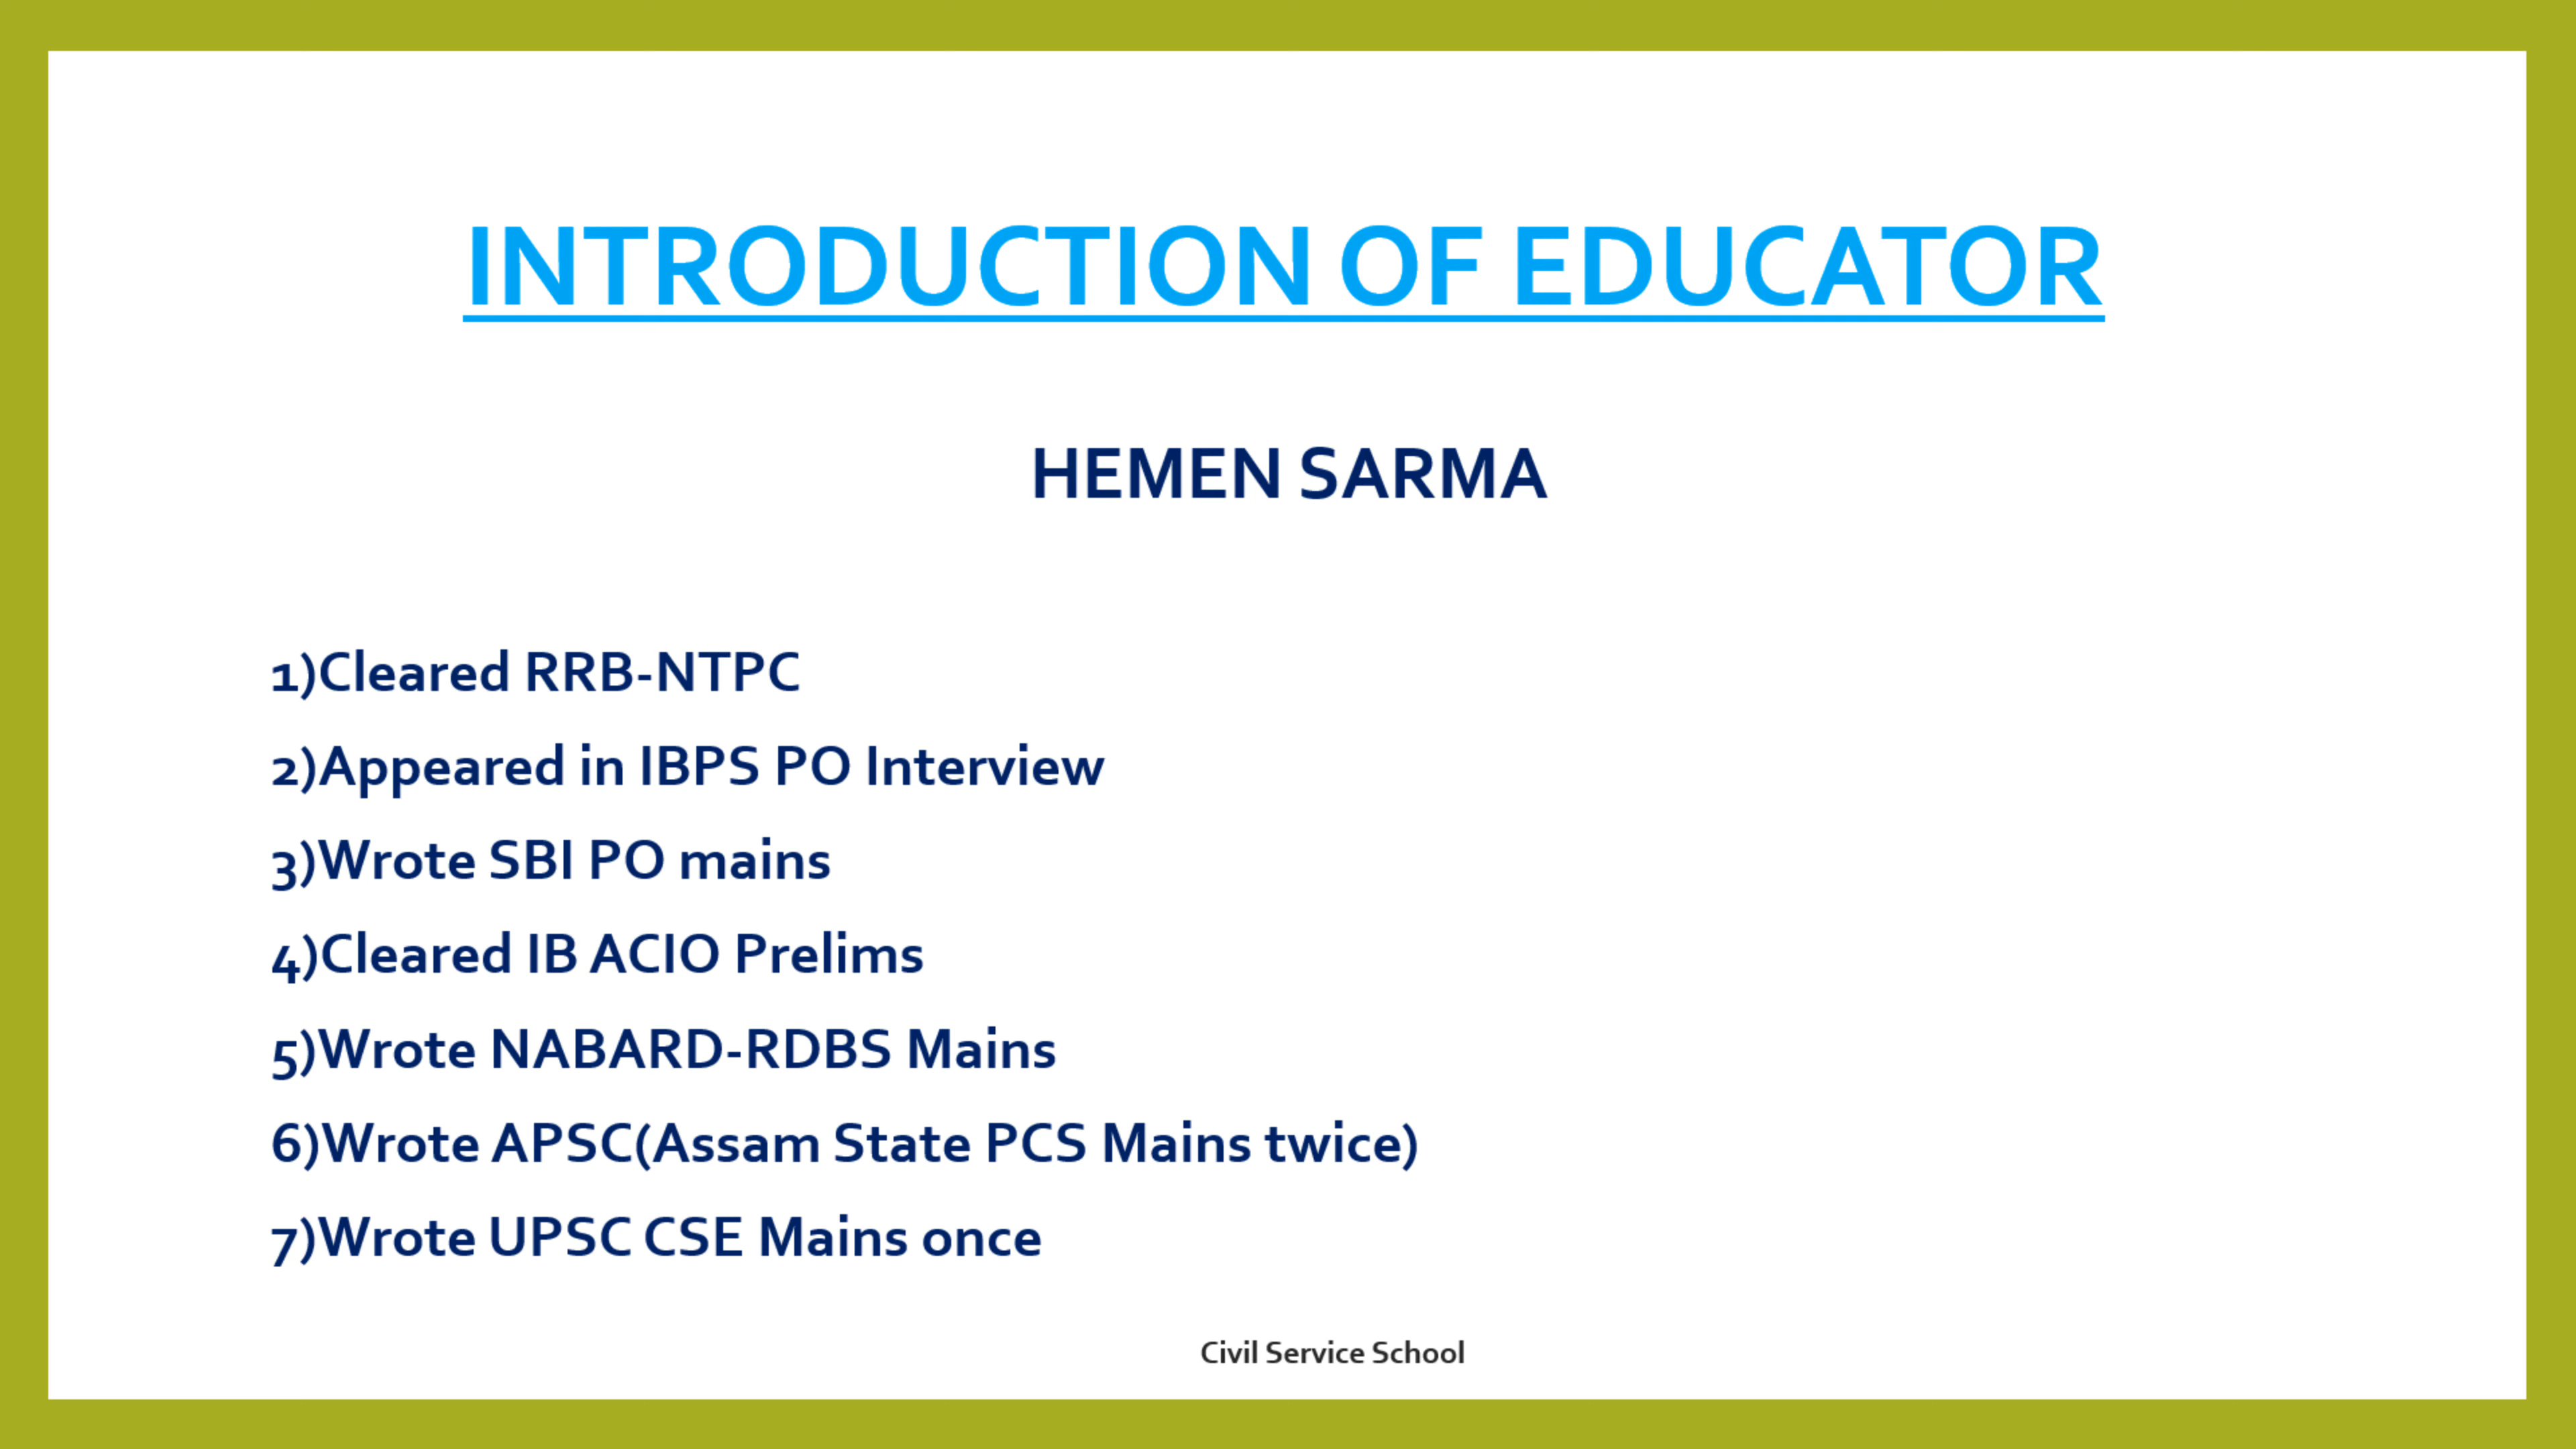 INTRODUCTION OF EDUCATOR
HEMEN SARMA
1)Cleared RRB-NTPC
2)Appeared in IBPS PO Interview
3)Wrote SBI PO mains
4)Cleared IB ACIO Prelims
5)Wrote NABARD-RDBS Mains
6)Wrote APSC(Assam State PCS Mains twice)
7)Wrote UPSC CSE Mains once
Civil Service School